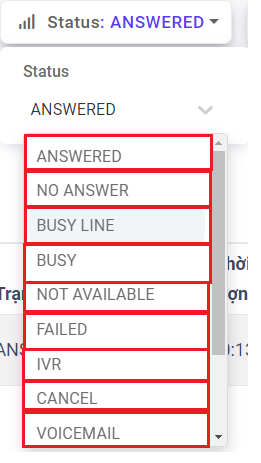 Status: ANSWERED
Status
ANSWERED
ANSWERED
NO ANSWER
BUSY LINE
BUSY
NOT AVAILABLE
FAILED
IVR
CANCEL
VOICEMAIL